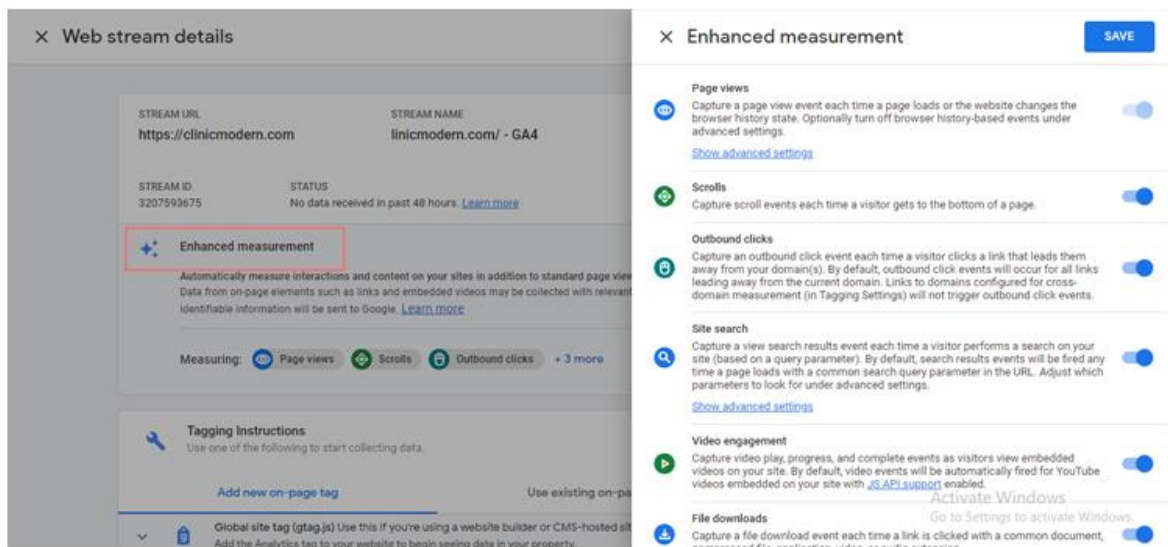 Web stream details
STREAM URL
https://clinicmodern.com
STREAM NAME
linicmodern.com/ - GA4
STREAM ID
3207593675
STATUS
No data received in past 48 hours. Learn more
Enhanced measurement
Automatically measure interactions and content on your sites in addition to standard page view
Data from on-page elements such as links and embedded videos may be collected with relevant
identifiable information will be sent to Google. Learn more
Measuring: Page views Scrolls Outbound clicks + 3 more
Tagging Instructions
Use one of the following to start collecting data.
Add new on-page tag
Use existing on-pa
Global site tag (gtag.js) Use this if you're using a website builder or CMS-hosted sit
Add the Analytics tag to your website to begin seeing data in your property.
Enhanced measurement
SAVE
Page views
Capture a page view event each time a page loads or the website changes the
browser history state. Optionally turn off browser history-based events under
advanced settings.
Show advanced settings
Scrolls
Capture scroll events each time a visitor gets to the bottom of a page.
Outbound clicks
Capture an outbound click event each time a visitor clicks a link that leads them
away from your domain(s). By default, outbound click events will occur for all links
leading away from the current domain. Links to domains configured for cross-
domain measurement (in Tagging Settings) will not trigger outbound click events.
Site search
Capture a view search results event each time a visitor performs a search on your
site (based on a query parameter). By default, search results events will be fired any
time a page loads with a common search query parameter in the URL. Adjust which
parameters to look for under advanced settings.
Show advanced settings
Video engagement
Capture video play, progress, and complete events as visitors view embedded
videos on your site. By default, video events will be automatically fired for YouTube
videos embedded on your site with JS API support enabled.
Activate Windows
Go to Settings to activate Windows.
File downloads
Capture a file download event each time a link is clicked with a common document,
compressed file, application, video, or audio extension.